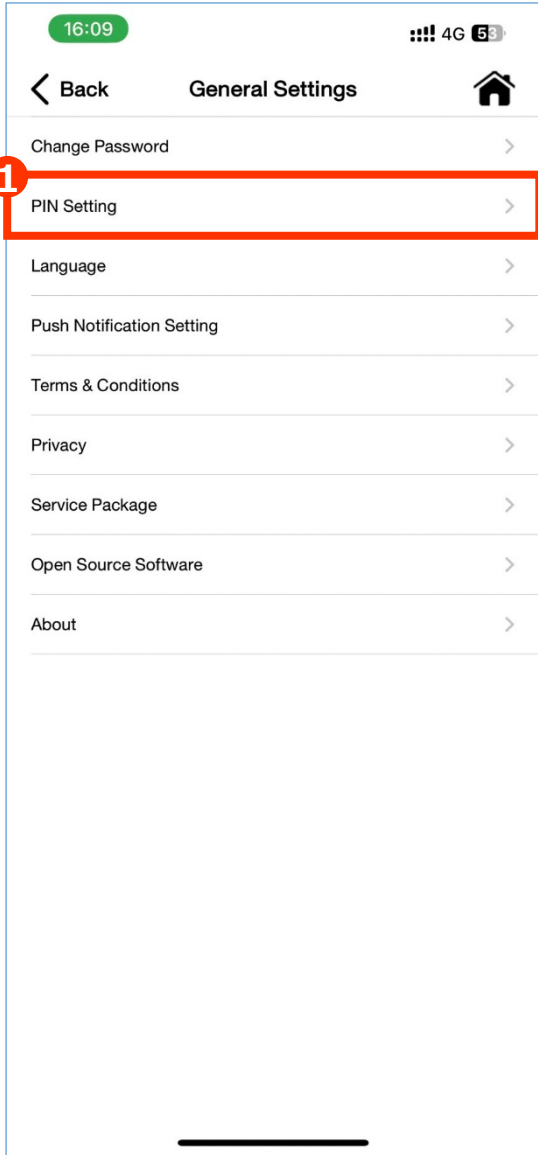 16:09
4G 53
Back
General Settings
Change Password
1
PIN Setting
Language
Push Notification Setting
Terms & Conditions
Privacy
Service Package
Open Source Software
About